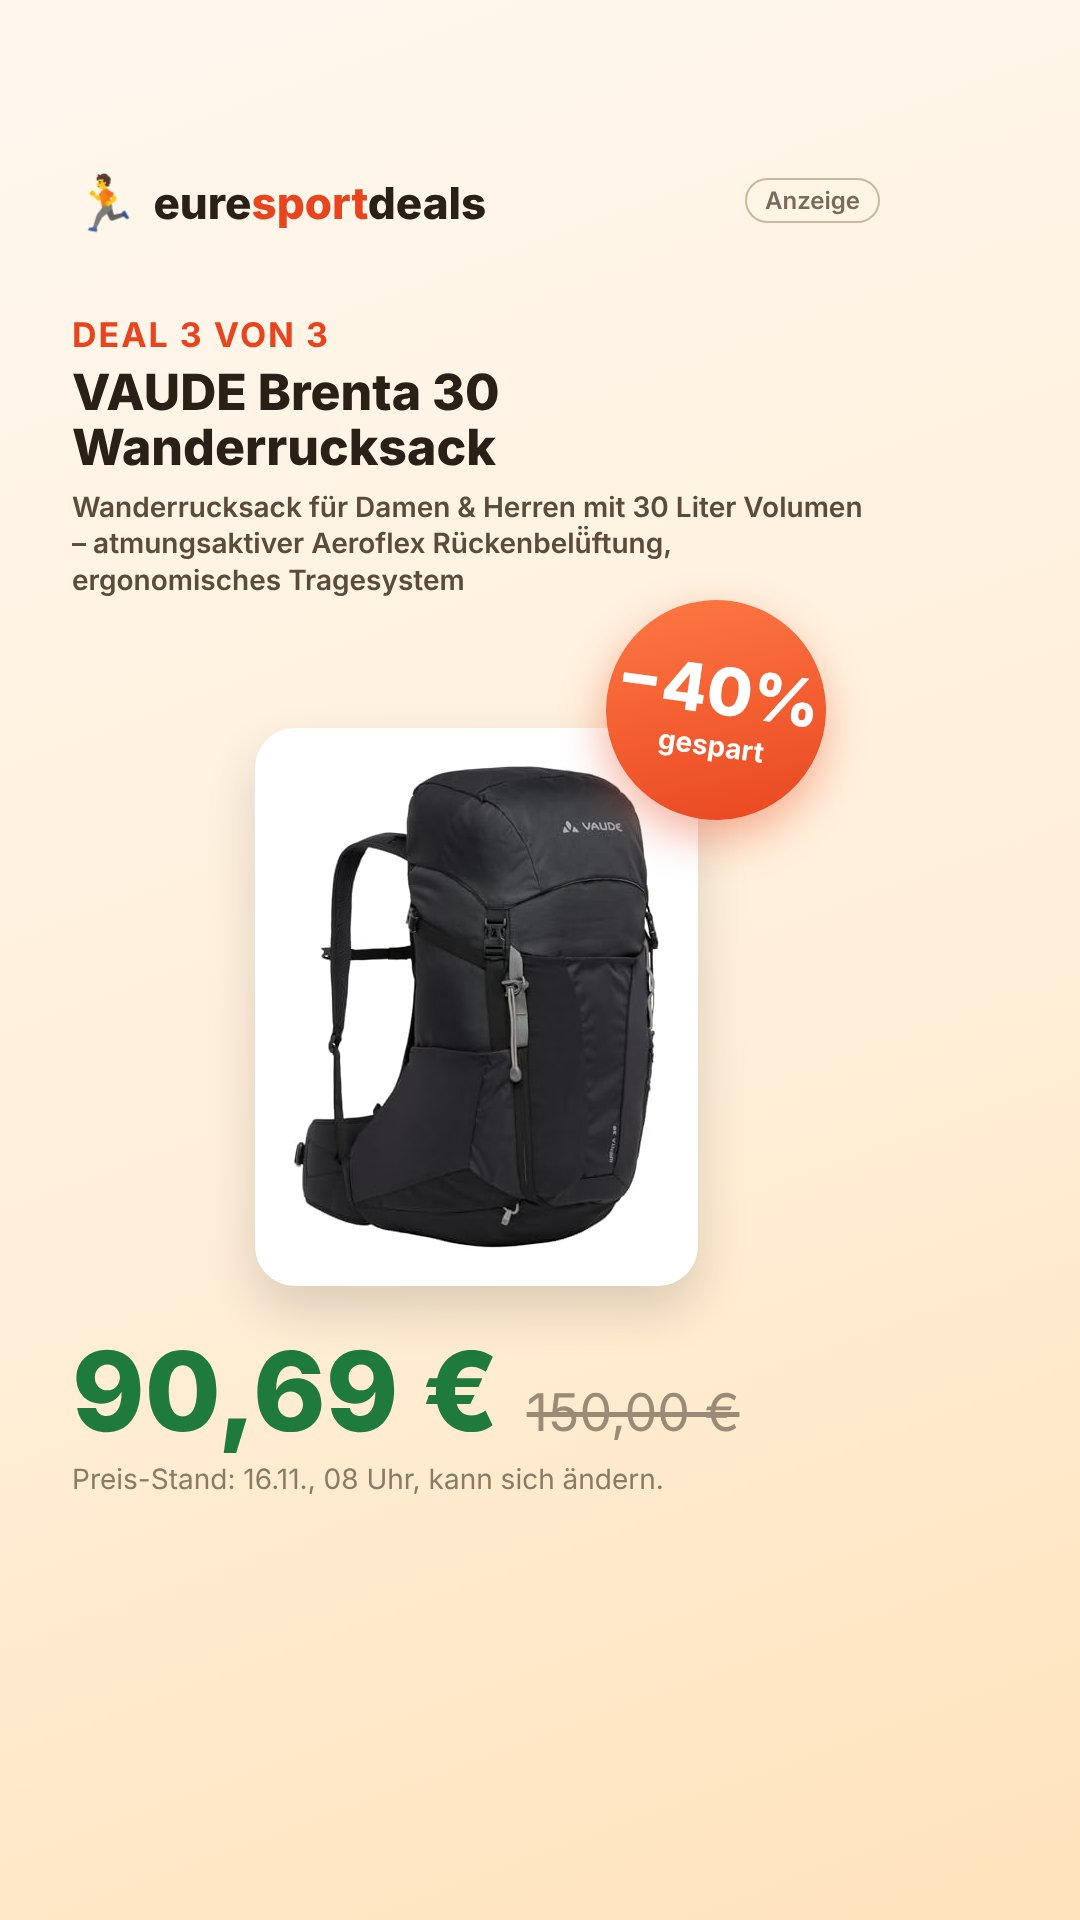 euresportdeals
Anzeige
DEAL 3 VON 3
VAUDE Brenta 30
Wanderrucksack
Wanderrucksack für Damen & Herren mit 30 Liter Volumen
– atmungsaktiver Aeroflex Rückenbelüftung,
ergonomisches Tragesystem
–40%
gespart
VAUDE
BRENTA 30
90,69 € 150,00 €
Preis-Stand: 16.11., 08 Uhr, kann sich ändern.